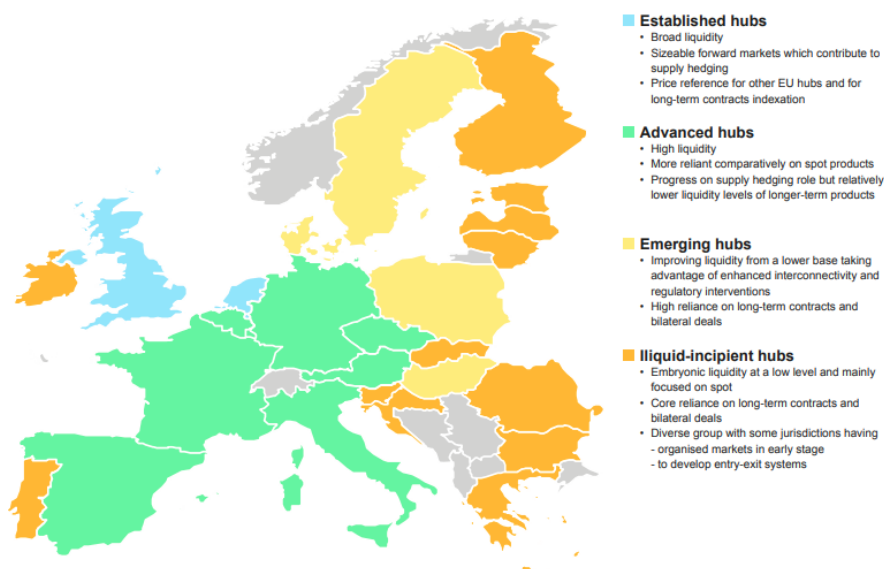 Established hubs
• Broad liquidity
• Sizeable forward markets which contribute to
supply hedging
• Price reference for other EU hubs and for
long-term contracts indexation
Advanced hubs
• High liquidity
• More reliant comparatively on spot products
• Progress on supply hedging role but relatively
lower liquidity levels of longer-term products
Emerging hubs
• Improving liquidity from a lower base taking
advantage of enhanced interconnectivity and
regulatory interventions
• High reliance on long-term contracts and
bilateral deals
Iliquid-incipient hubs
• Embryonic liquidity at a low level and mainly
focused on spot
• Core reliance on long-term contracts and
bilateral deals
• Diverse group with some jurisdictions having
- organised markets in early stage
- to develop entry-exit systems